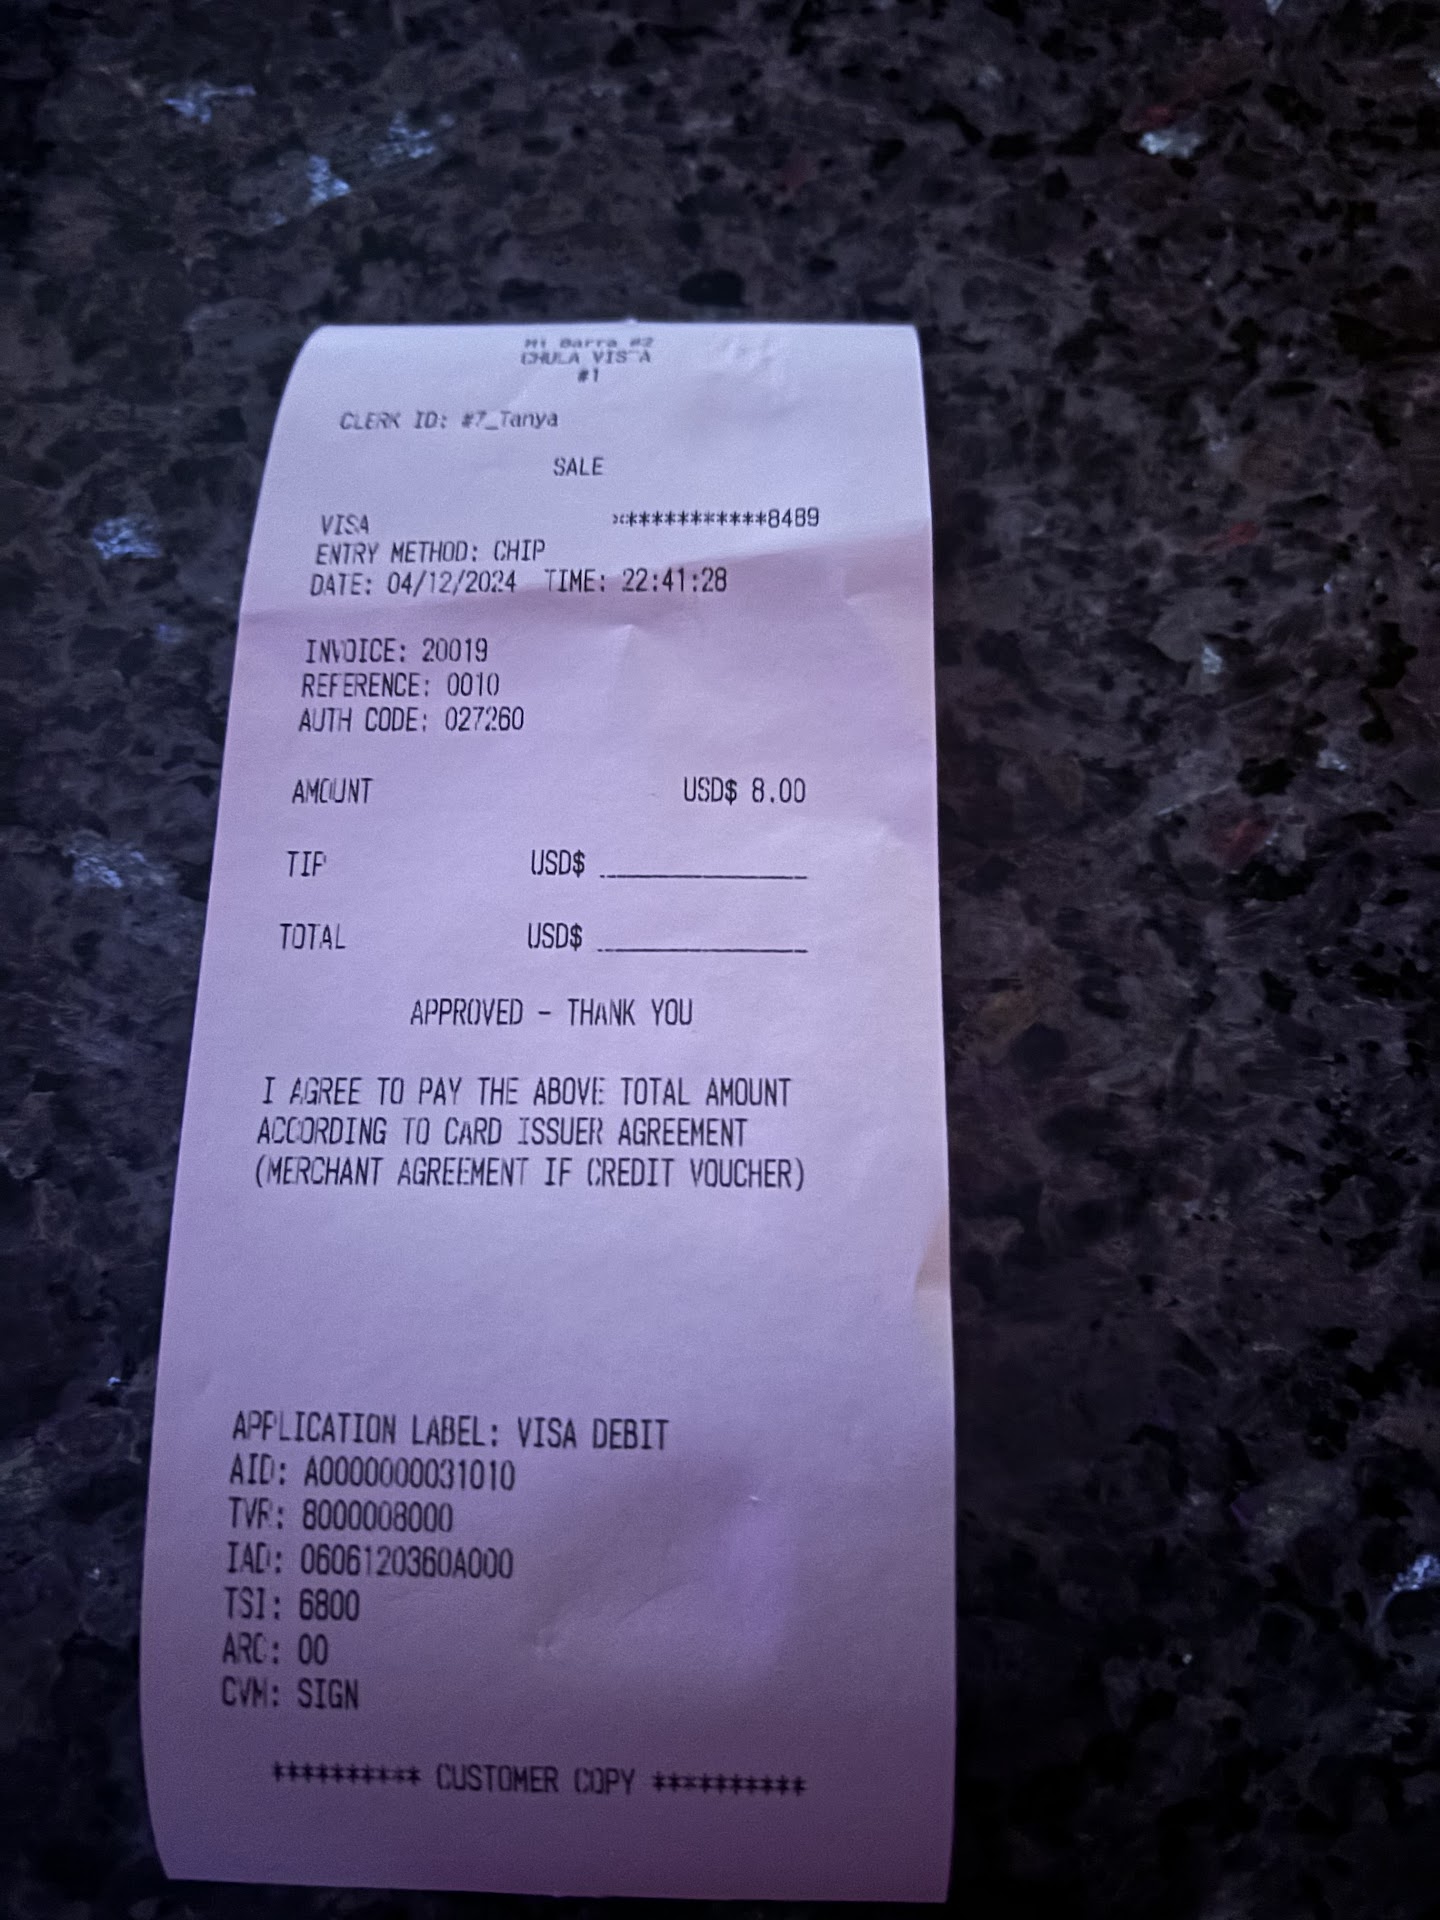 Mi Barra #2
CHULA VISTA
#1
CLERK ID: #7_Tanya
SALE
VISA ************8489
ENTRY METHOD: CHIP
DATE: 04/12/2024 TIME: 22:41:28
INVOICE: 20019
REFERENCE: 0010
AUTH CODE: 027260
AMOUNT USD$ 8.00
TIP USD$ ____________
TOTAL USD$ ____________
APPROVED - THANK YOU
I AGREE TO PAY THE ABOVE TOTAL AMOUNT
ACCORDING TO CARD ISSUER AGREEMENT
(MERCHANT AGREEMENT IF CREDIT VOUCHER)
APPLICATION LABEL: VISA DEBIT
AID: A0000000031010
TVR: 8000008000
IAD: 0606120360A000
TSI: 6800
ARC: 00
CVM: SIGN
********** CUSTOMER COPY **********